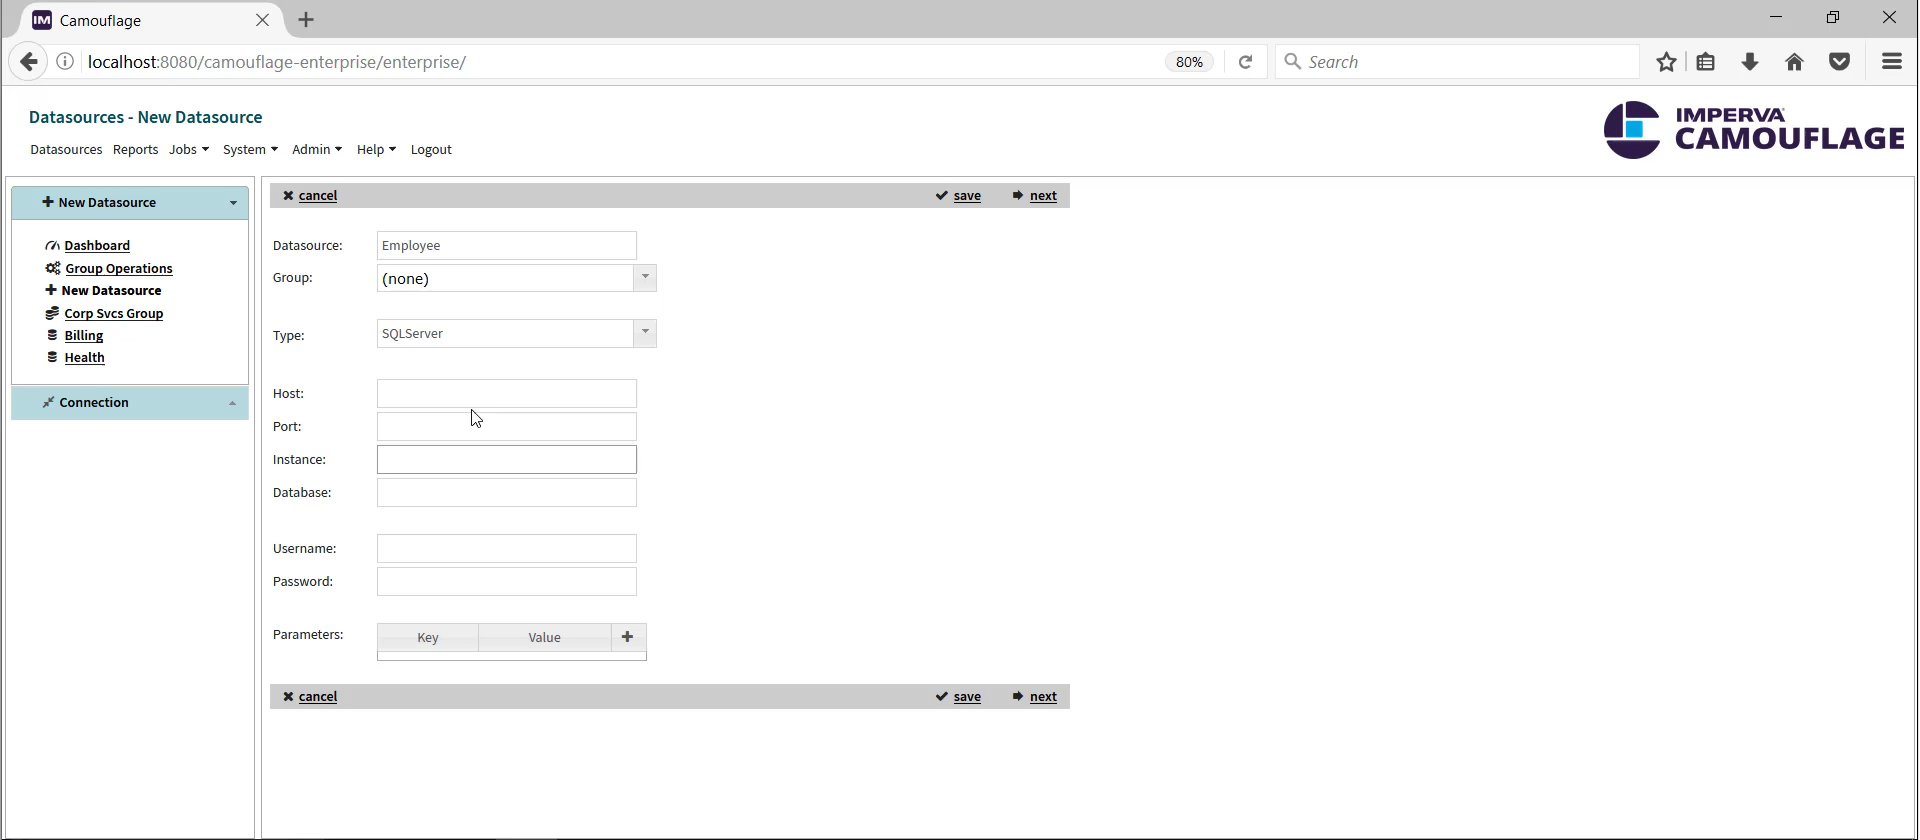 Camouflage
localhost:8080/camouflage-enterprise/enterprise/
80%
Search
Datasources - New Datasource
IMPERVA
CAMOUFLAGE
Datasources Reports Jobs System Admin Help Logout
New Datasource
Dashboard
Group Operations
New Datasource
Corp Svcs Group
Billing
Health
Connection
cancel save next
Datasource: Employee
Group: (none)
Type: SQLServer
Host:
Port:
Instance:
Database:
Username:
Password:
Parameters: Key Value
cancel save next